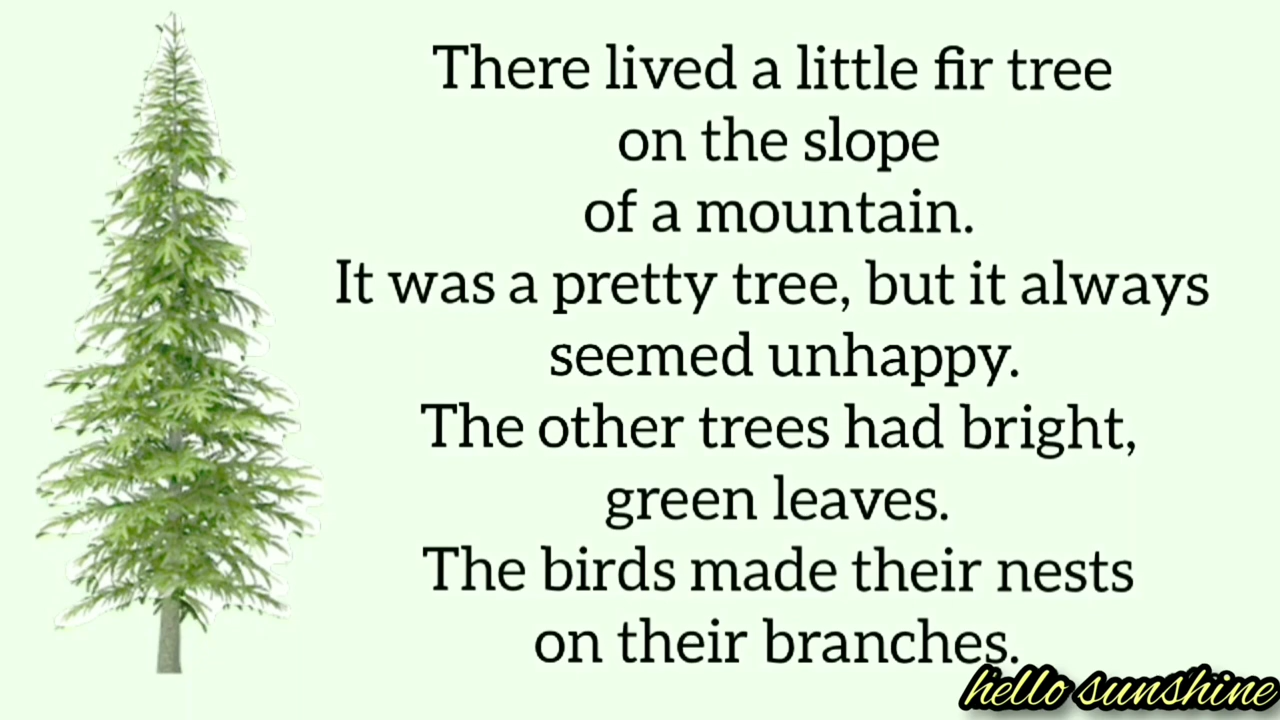 There lived a little fir tree
on the slope
of a mountain.
It was a pretty tree, but it always
seemed unhappy.
The other trees had bright,
green leaves.
The birds made their nests
on their branches.
hello sunshine